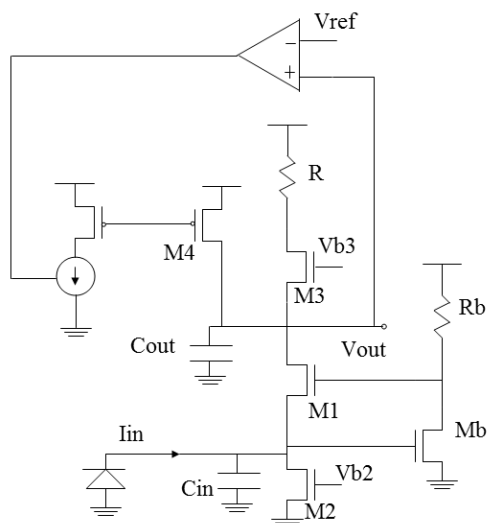 Vref
−
+
R
Vb3
M4
M3
Rb
Cout
Vout
M1
Iin
Mb
Cin
Vb2
M2